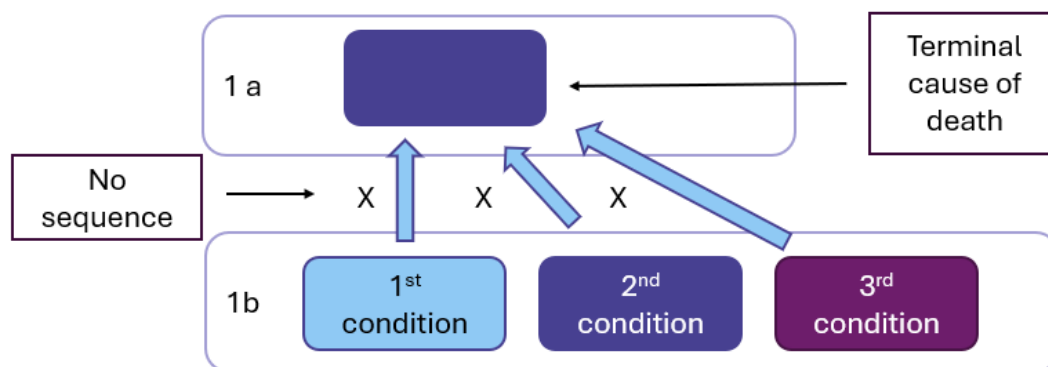 1 a
Terminal
cause of
death
No
sequence
X X X
1b
1st
condition
2nd
condition
3rd
condition